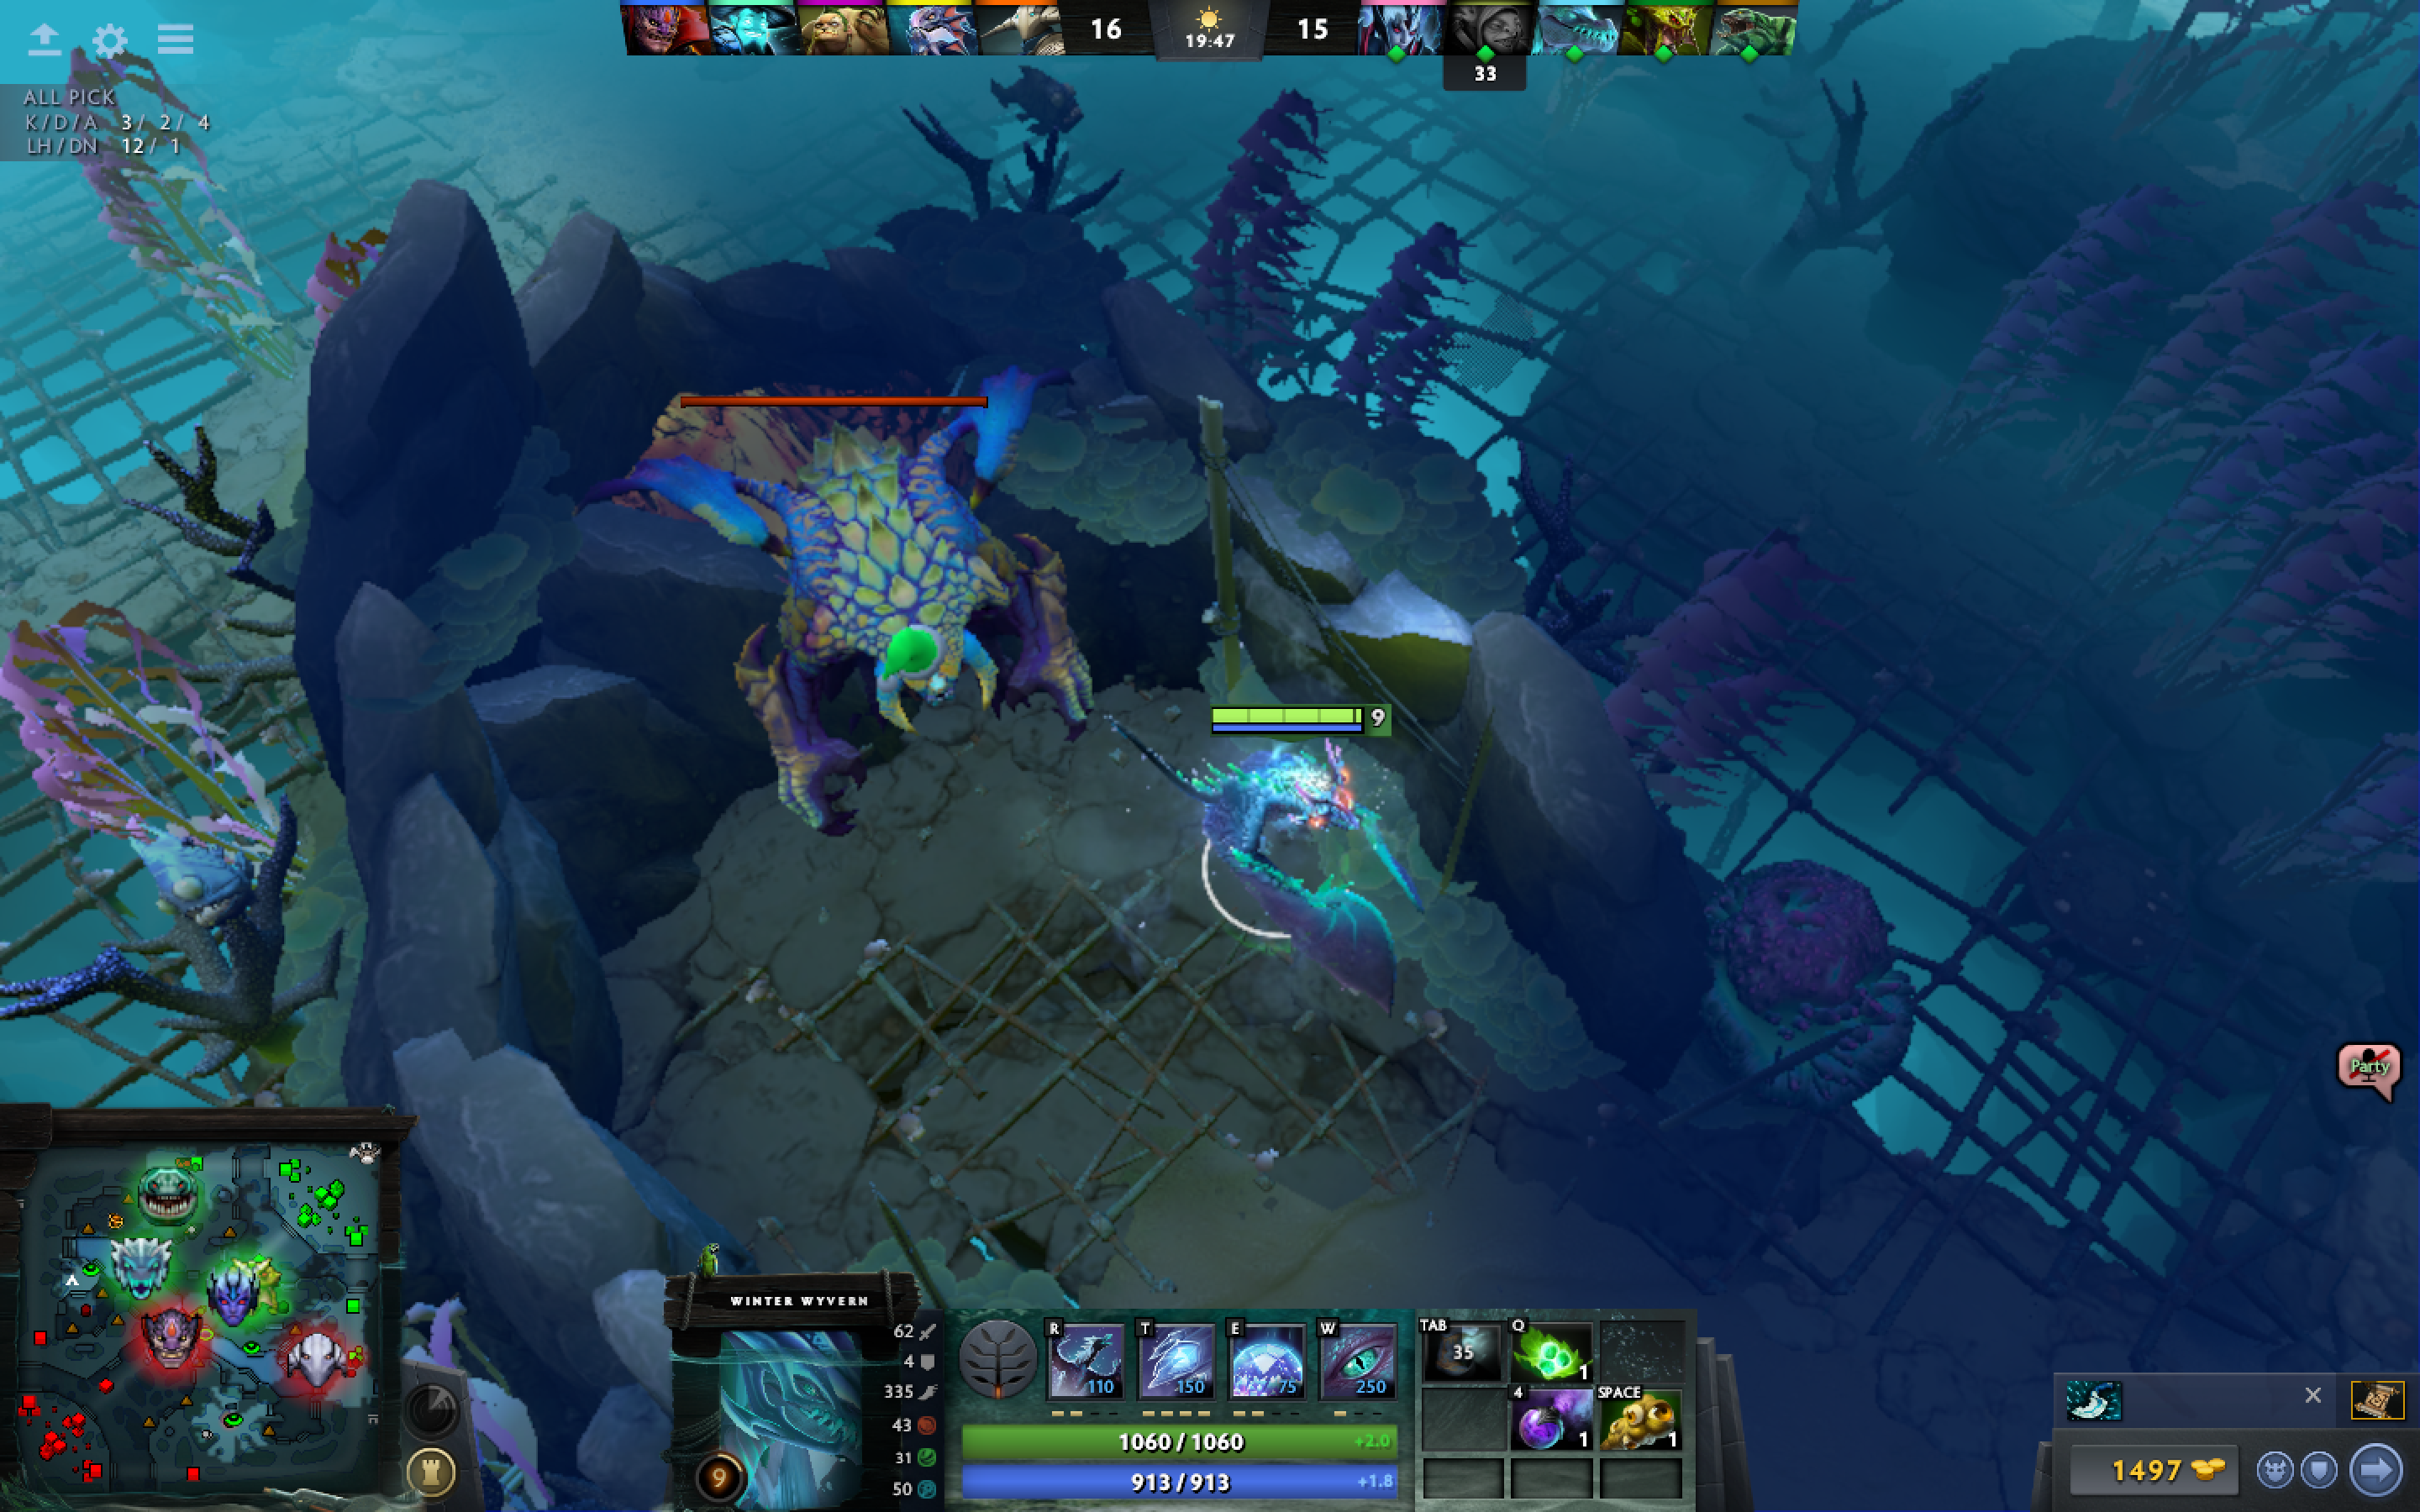 16
19:47
15
33
ALL PICK
K/D/A 3/ 2/ 4
LH/DN 12/ 1
9
Party
WINTER WYVERN
62
4
335
43
31
50
9
R
110
T
150
E
75
W
250
1060 / 1060
+2.0
913 / 913
+1.8
TAB
35
Q
1
4
1
SPACE
1
1497